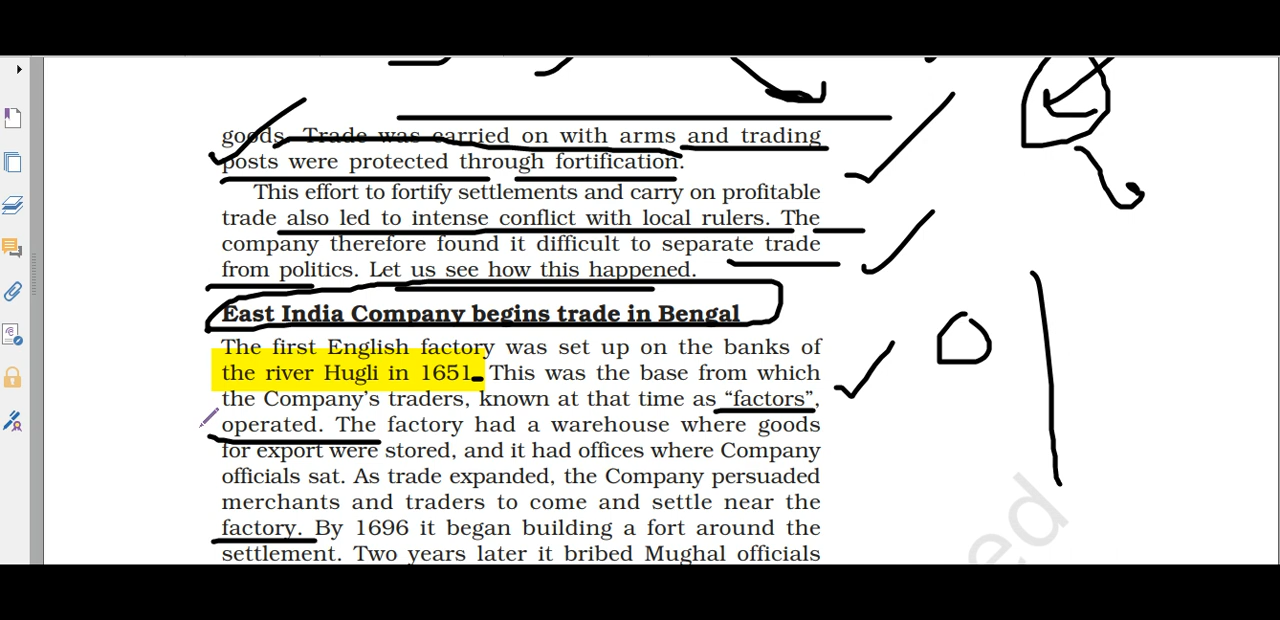 goods. Trade was carried on with arms and trading
posts were protected through fortification.
This effort to fortify settlements and carry on profitable
trade also led to intense conflict with local rulers. The
company therefore found it difficult to separate trade
from politics. Let us see how this happened.
East India Company begins trade in Bengal
The first English factory was set up on the banks of
the river Hugli in 1651. This was the base from which
the Company’s traders, known at that time as “factors”,
operated. The factory had a warehouse where goods
for export were stored, and it had offices where Company
officials sat. As trade expanded, the Company persuaded
merchants and traders to come and settle near the
factory. By 1696 it began building a fort around the
settlement. Two years later it bribed Mughal officials
ed